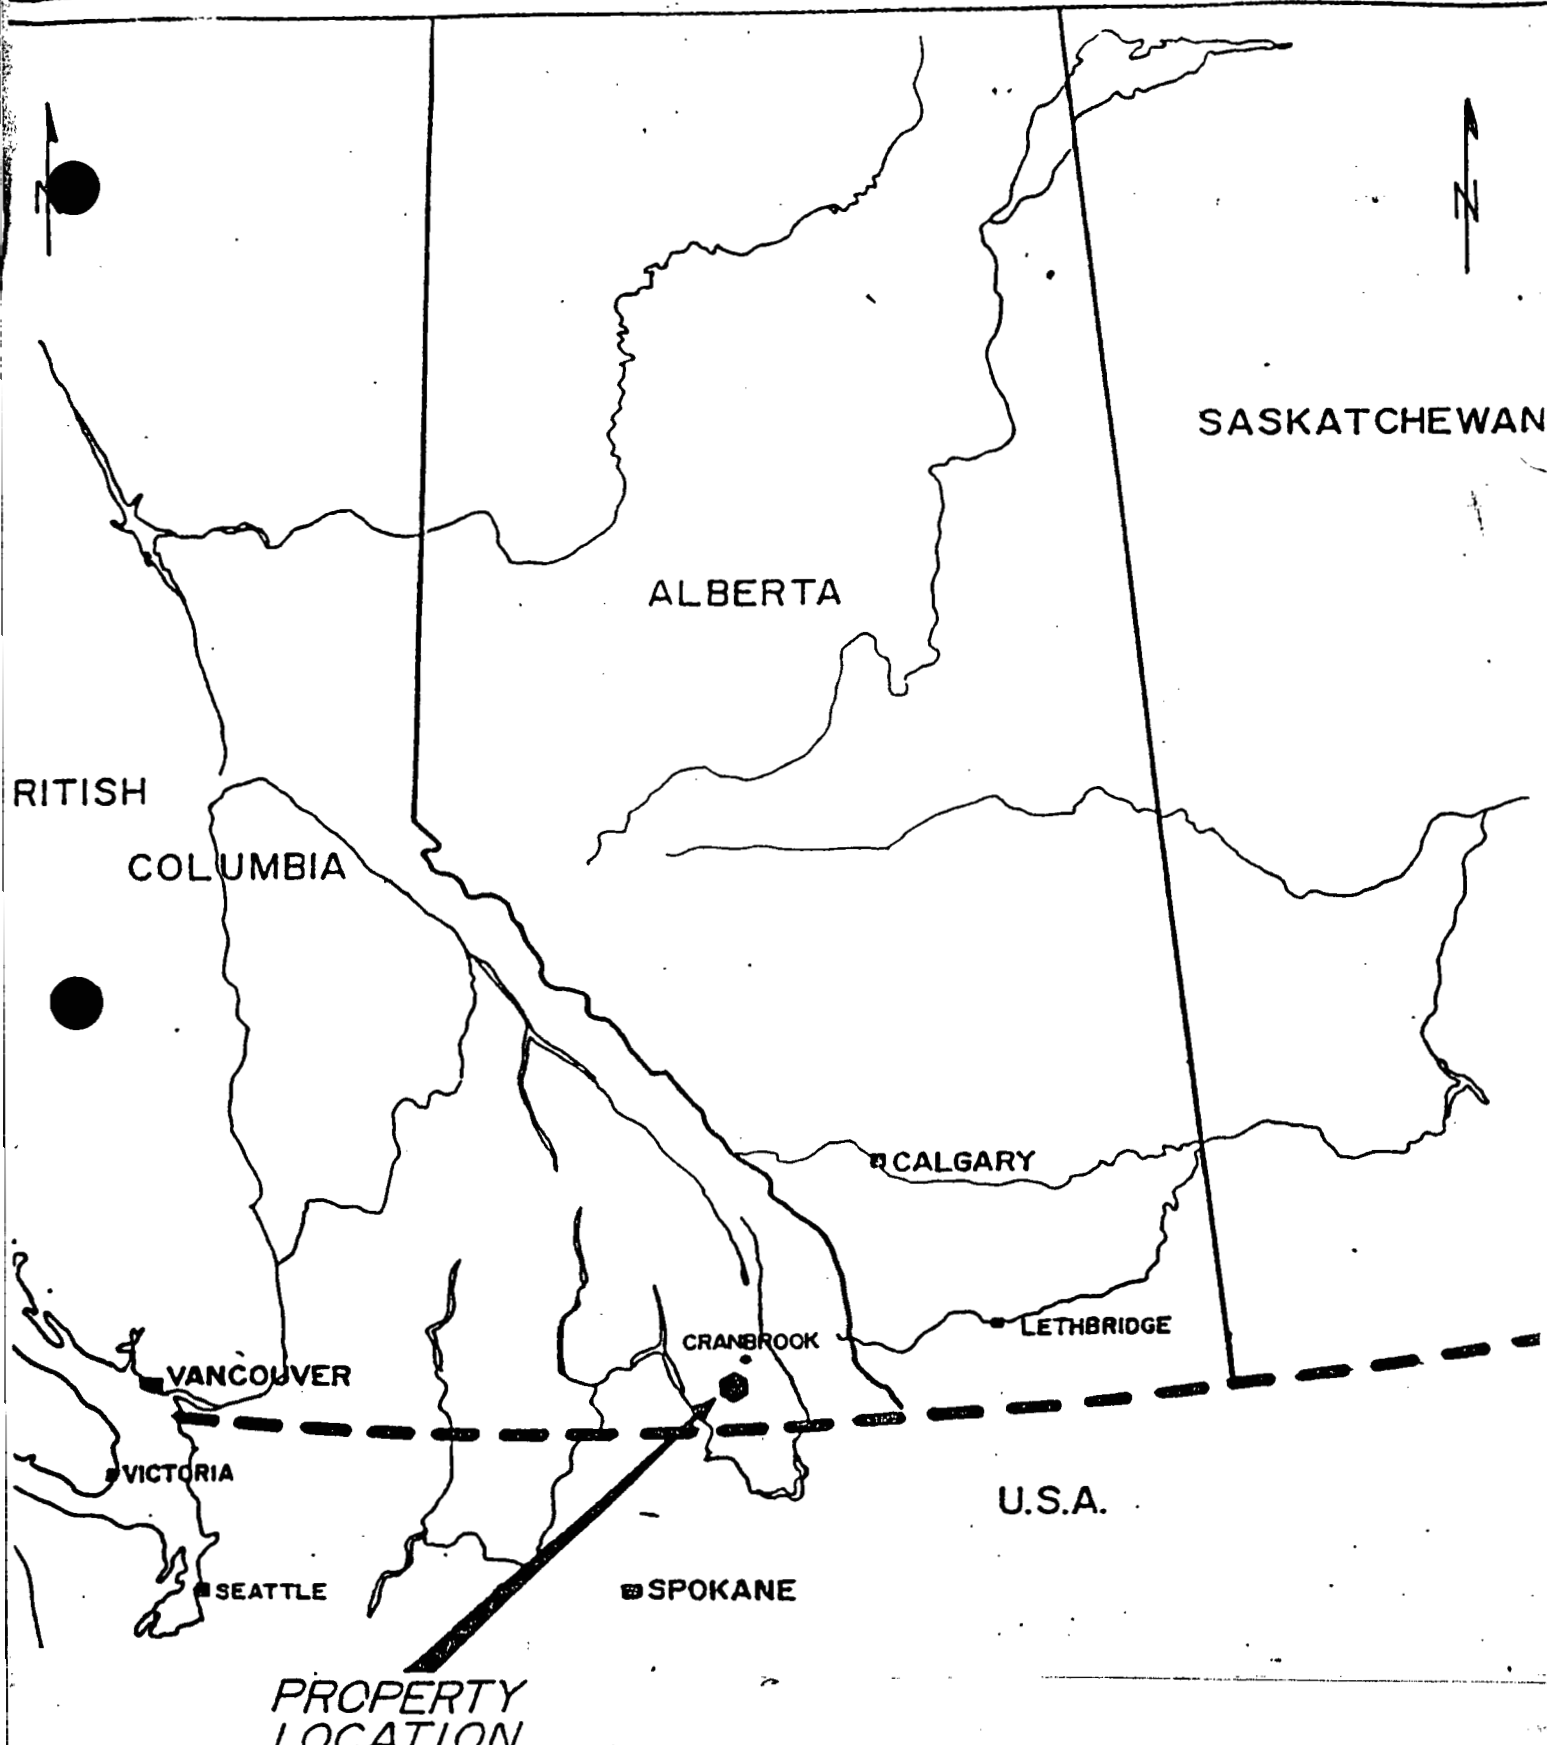 N
N
SASKATCHEWAN
ALBERTA
RITISH
COLUMBIA
CALGARY
LETHBRIDGE
CRANBROOK
VANCOUVER
VICTORIA
U.S.A.
SEATTLE
SPOKANE
PROPERTY
LOCATION